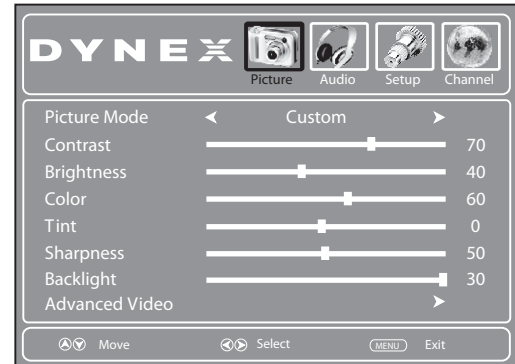 DYNEX
Picture Audio Setup Channel
Picture Mode Custom
Contrast 70
Brightness 40
Color 60
Tint 0
Sharpness 50
Backlight 30
Advanced Video
Move Select MENU Exit